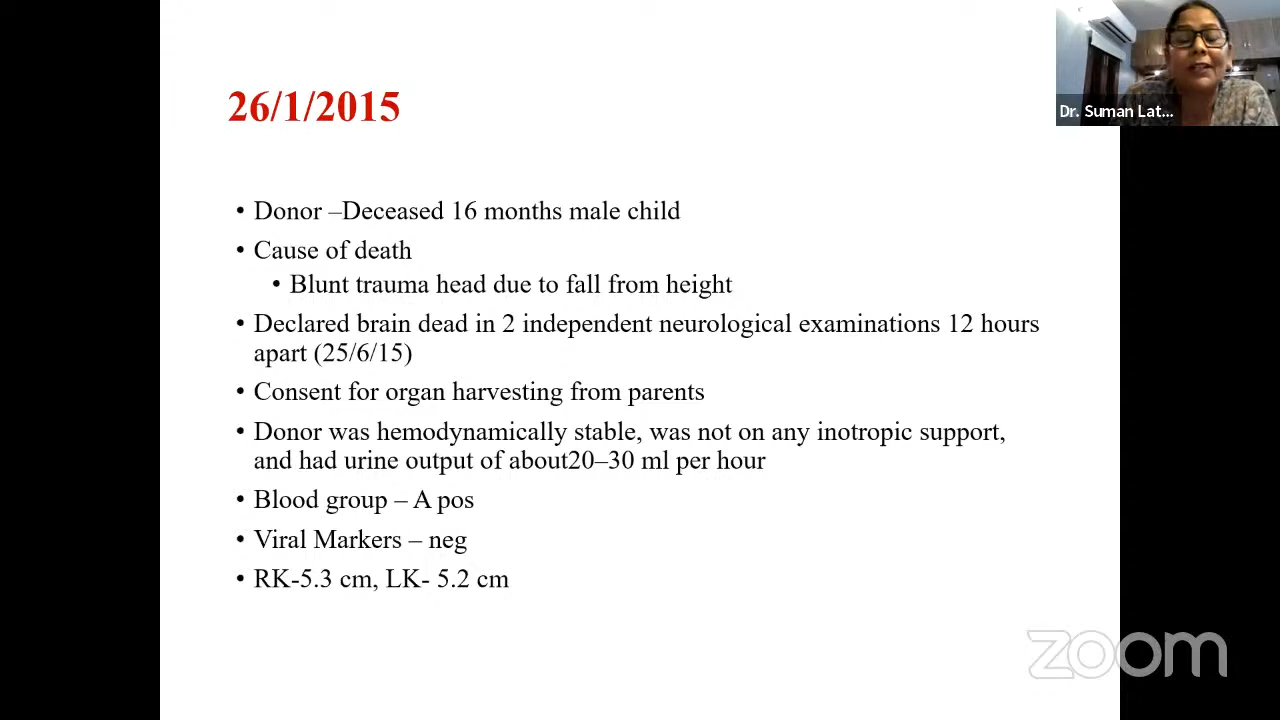 26/1/2015
Dr. Suman Lat...
• Donor –Deceased 16 months male child
• Cause of death
• Blunt trauma head due to fall from height
• Declared brain dead in 2 independent neurological examinations 12 hours
apart (25/6/15)
• Consent for organ harvesting from parents
• Donor was hemodynamically stable, was not on any inotropic support,
and had urine output of about20–30 ml per hour
• Blood group – A pos
• Viral Markers – neg
• RK-5.3 cm, LK- 5.2 cm
zoom